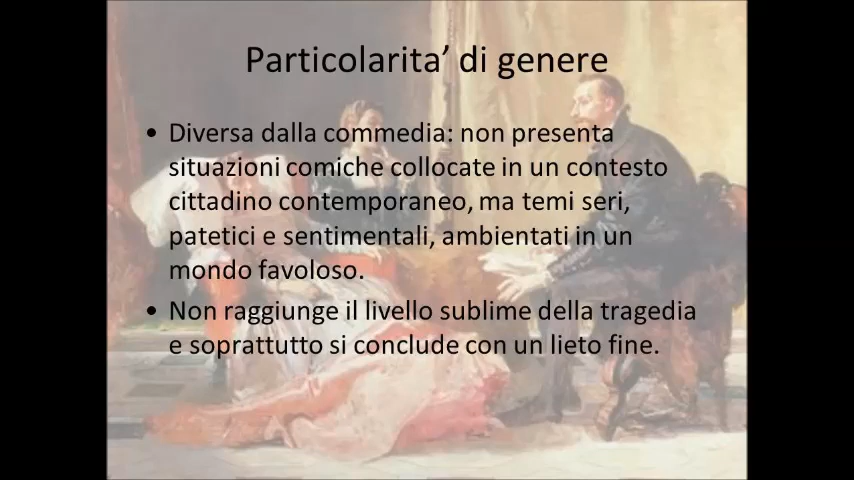 Particolarita’ di genere
• Diversa dalla commedia: non presenta
situazioni comiche collocate in un contesto
cittadino contemporaneo, ma temi seri,
patetici e sentimentali, ambientati in un
mondo favoloso.
• Non raggiunge il livello sublime della tragedia
e soprattutto si conclude con un lieto fine.